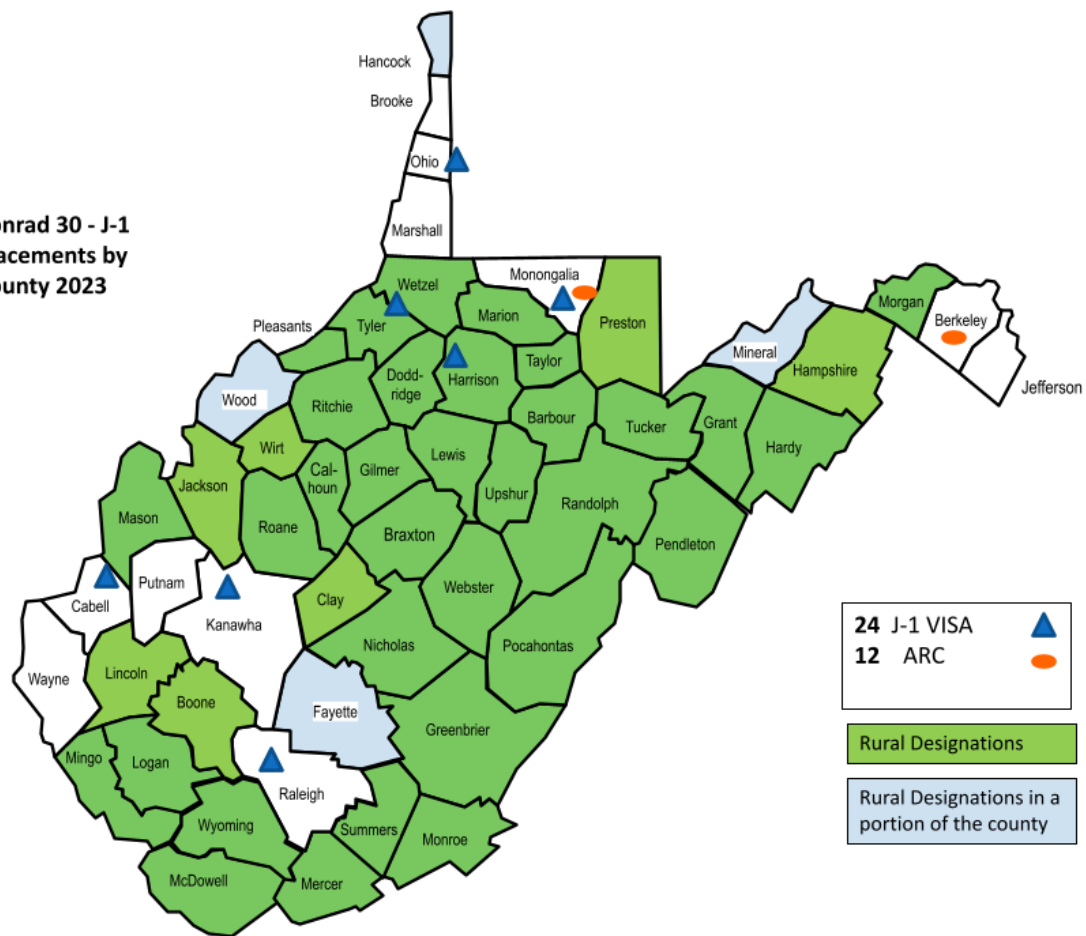 Hancock
Brooke
Ohio
nrad 30 - J-1
acements by
unty 2023
Marshall
Monongalia
Wetzel
Morgan
Berkeley
Marion
Preston
Pleasants
Tyler
Mineral
Taylor
Hampshire
Jefferson
Dodd-
ridge
Harrison
Wood
Ritchie
Barbour
Tucker
Grant
Hardy
Wirt
Lewis
Cal-
houn
Gilmer
Jackson
Upshur
Randolph
Mason
Roane
Braxton
Pendleton
Putnam
Webster
Cabell
Clay
Kanawha
Nicholas
Pocahontas
24 J-1 VISA
12 ARC
Wayne
Lincoln
Boone
Fayette
Greenbrier
Rural Designations
Mingo
Logan
Raleigh
Rural Designations in a
portion of the county
Wyoming
Summers
Monroe
McDowell
Mercer